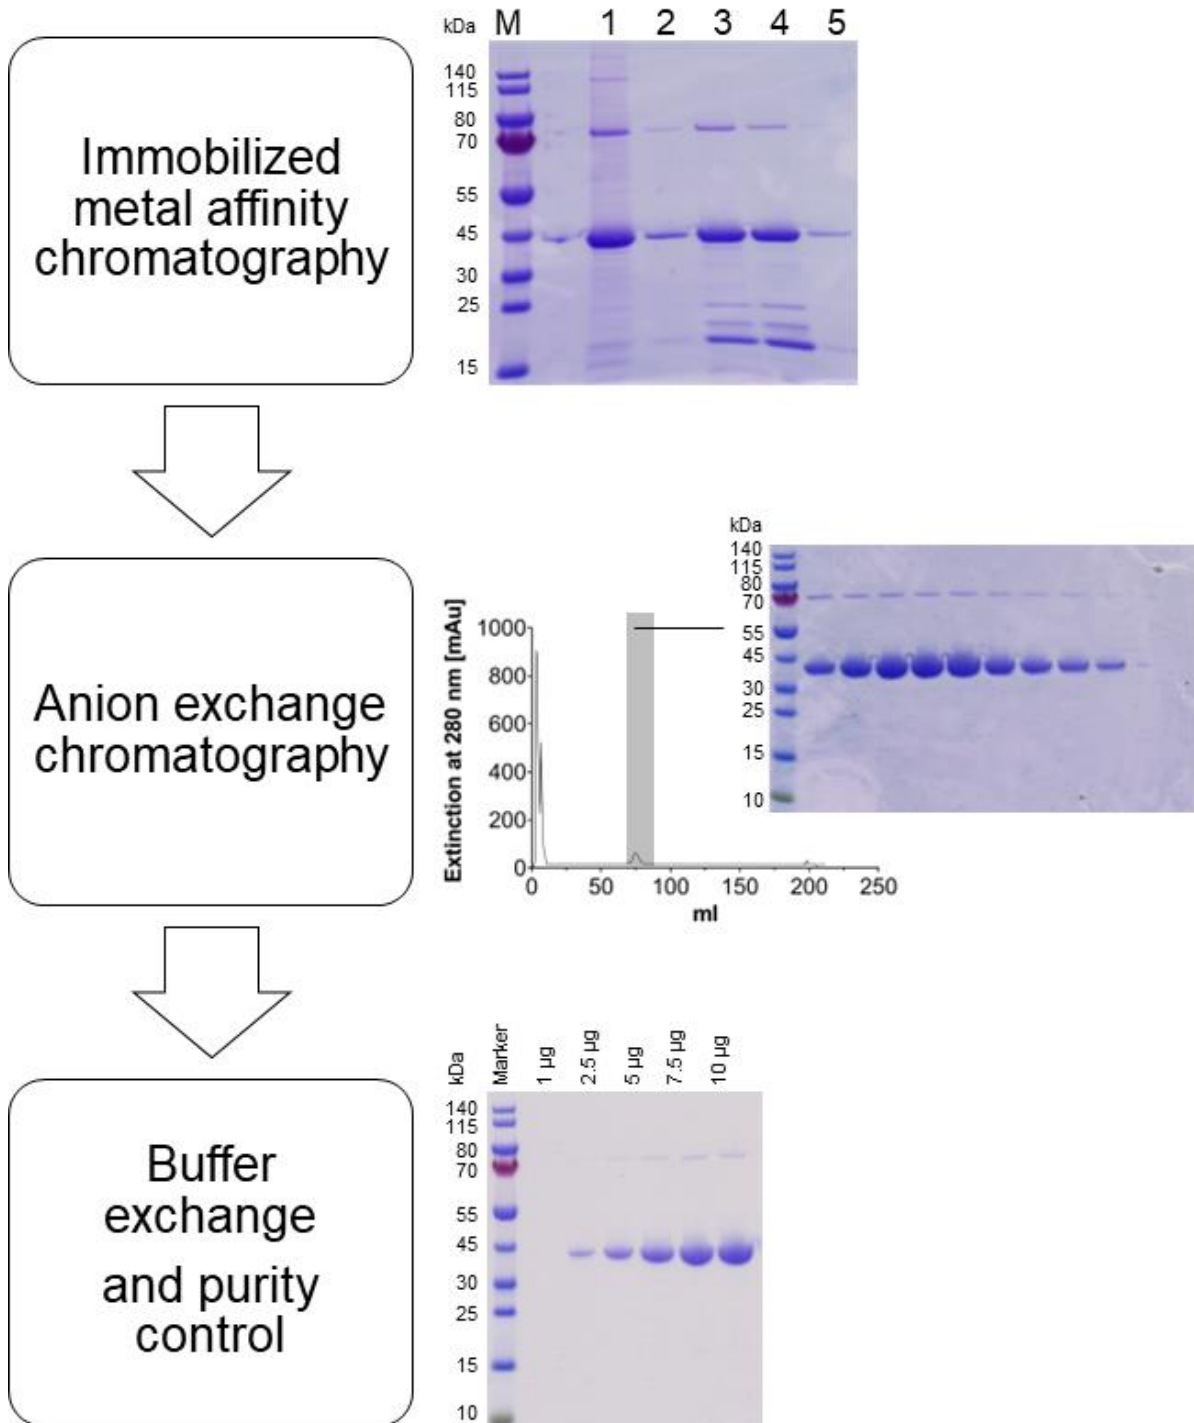 kDa M 1 2 3 4 5
140
115
80
70
55
45
30
25
15
Immobilized
metal affinity
chromatography
kDa
140
115
80
70
55
45
30
25
15
10
Anion exchange
chromatography
Extinction at 280 nm [mAu]
1000
800
600
400
200
0
0 50 100 150 200 250
ml
kDa Marker 1 µg 2.5 µg 5 µg 7.5 µg 10 µg
140
115
80
70
55
45
30
25
15
10
Buffer
exchange
and purity
control